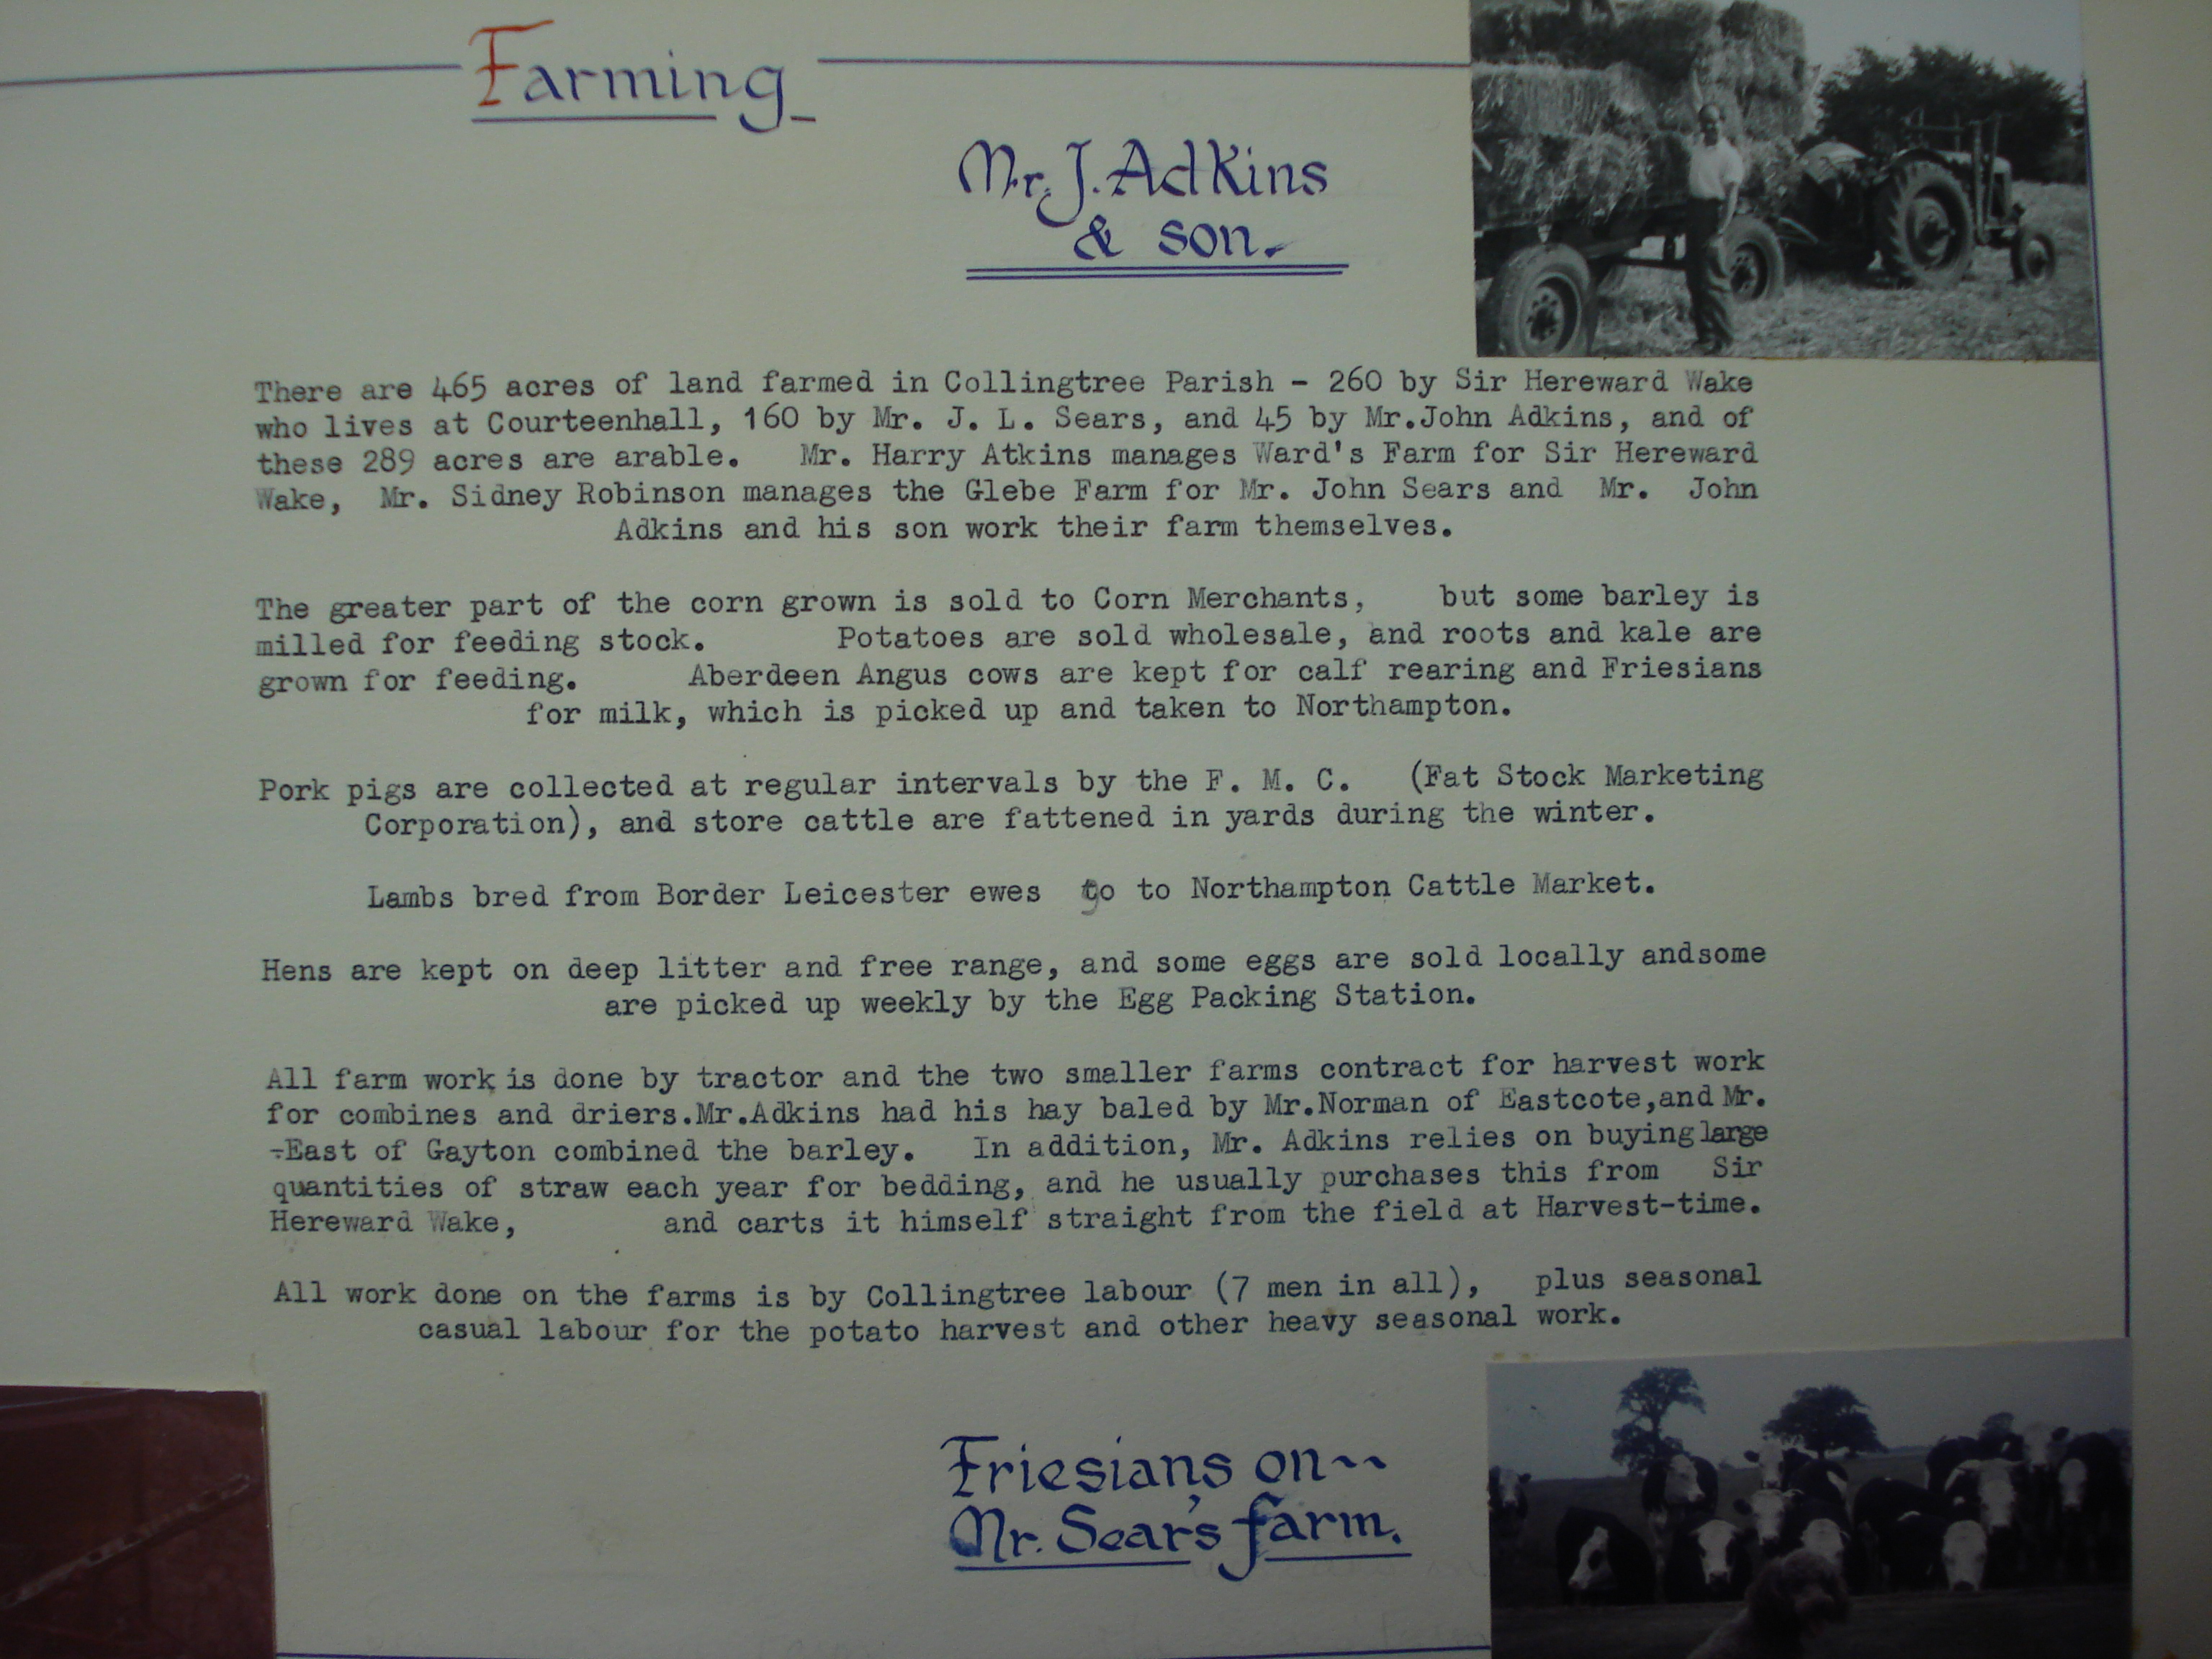 Farming
Mr. J. Adkins
& son.
There are 465 acres of land farmed in Collingtree Parish - 260 by Sir Hereward Wake
who lives at Courteenhall, 160 by Mr. J. L. Sears, and 45 by Mr.John Adkins, and of
these 289 acres are arable. Mr. Harry Atkins manages Ward's Farm for Sir Hereward
Wake, Mr. Sidney Robinson manages the Glebe Farm for Mr. John Sears and Mr. John
Adkins and his son work their farm themselves.
The greater part of the corn grown is sold to Corn Merchants, but some barley is
milled for feeding stock. Potatoes are sold wholesale, and roots and kale are
grown for feeding. Aberdeen Angus cows are kept for calf rearing and Friesians
for milk, which is picked up and taken to Northampton.
Pork pigs are collected at regular intervals by the F. M. C. (Fat Stock Marketing
Corporation), and store cattle are fattened in yards during the winter.
Lambs bred from Border Leicester ewes go to Northampton Cattle Market.
Hens are kept on deep litter and free range, and some eggs are sold locally andsome
are picked up weekly by the Egg Packing Station.
All farm work is done by tractor and the two smaller farms contract for harvest work
for combines and driers.Mr.Adkins had his hay baled by Mr.Norman of Eastcote,and Mr.
-East of Gayton combined the barley. In addition, Mr. Adkins relies on buying large
quantities of straw each year for bedding, and he usually purchases this from Sir
Hereward Wake, and carts it himself straight from the field at Harvest-time.
All work done on the farms is by Collingtree labour (7 men in all), plus seasonal
casual labour for the potato harvest and other heavy seasonal work.
Friesians on~~
Mr. Sear's farm.